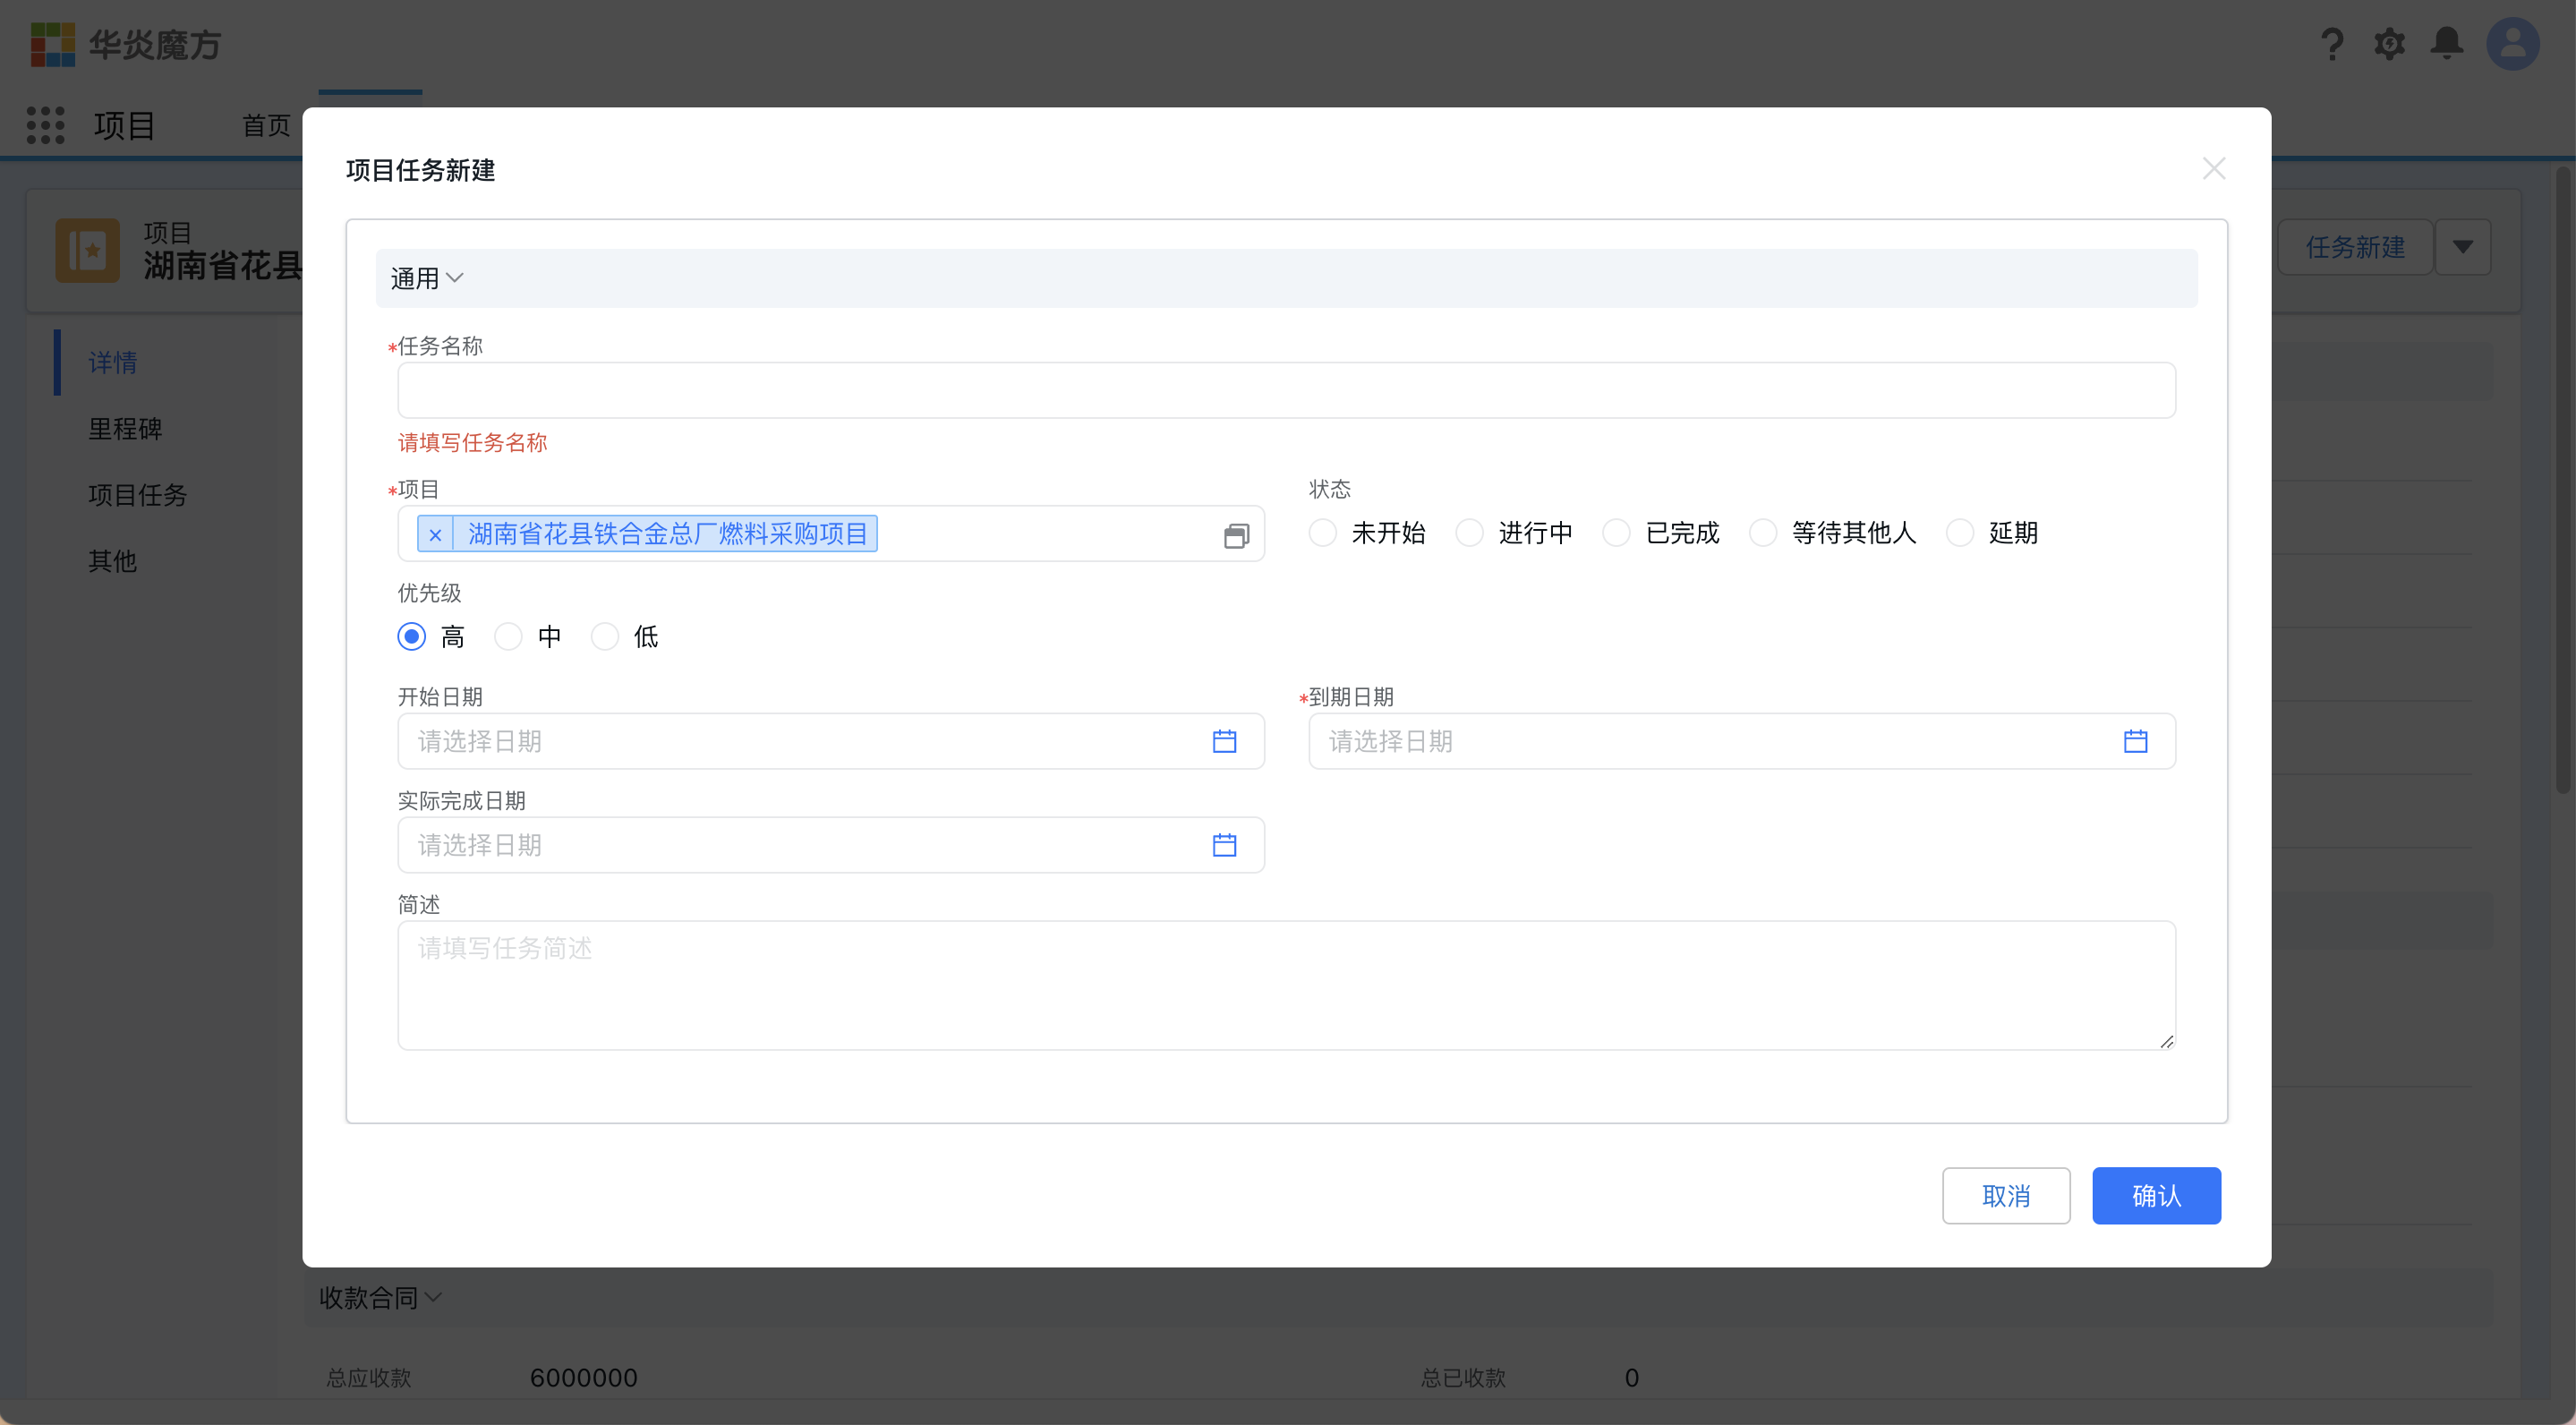 华炎魔方
项目
首页
项目
湖南省花县
任务新建
详情
里程碑
项目任务
其他
项目任务新建
通用
*任务名称
请填写任务名称
*项目
× 湖南省花县铁合金总厂燃料采购项目
状态
未开始 进行中 已完成 等待其他人 延期
优先级
高 中 低
开始日期
请选择日期
*到期日期
请选择日期
实际完成日期
请选择日期
简述
请填写任务简述
取消 确认
收款合同
总应收款 6000000 总已收款 0